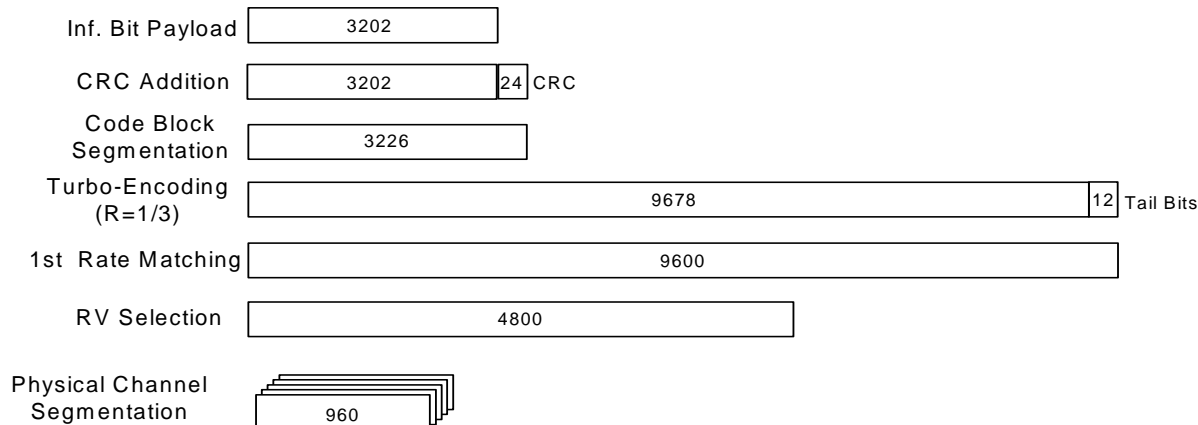 Inf. Bit Payload 3202
CRC Addition 3202 24 CRC
Code Block
Segmentation 3226
Turbo-Encoding
(R=1/3) 9678 12 Tail Bits
1st Rate Matching 9600
RV Selection 4800
Physical Channel
Segmentation 960